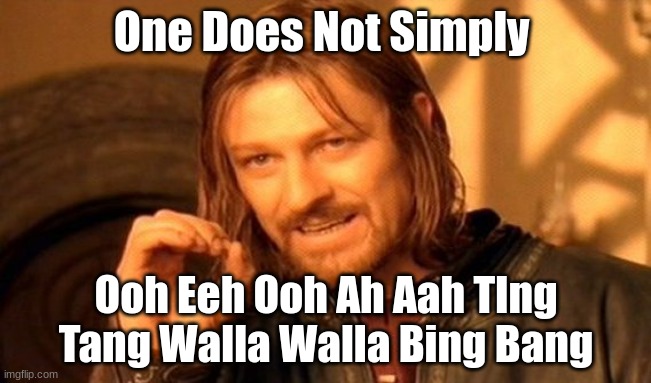 One Does Not Simply
Ooh Eeh Ooh Ah Aah TIng
Tang Walla Walla Bing Bang
imgflip.com